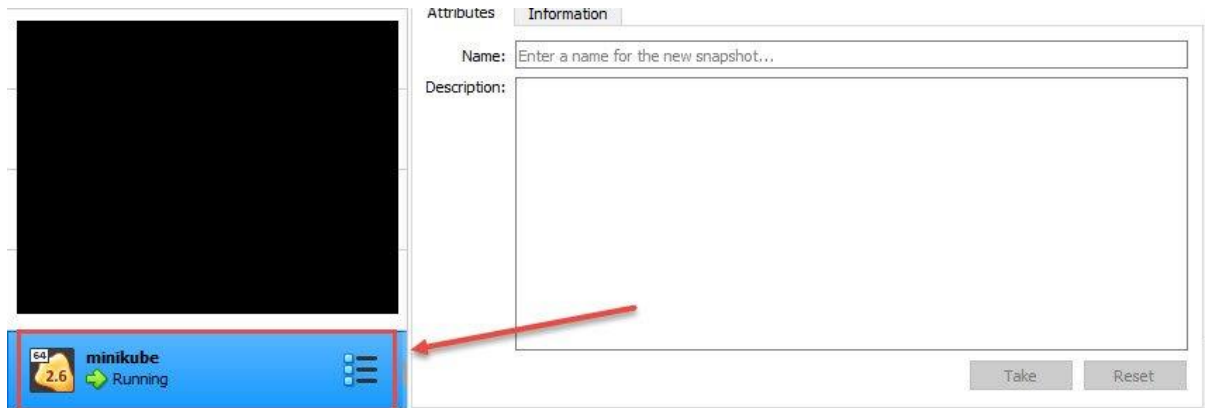 Attributes Information
Name: Enter a name for the new snapshot...
Description:
64
2.6
minikube
Running
Take Reset